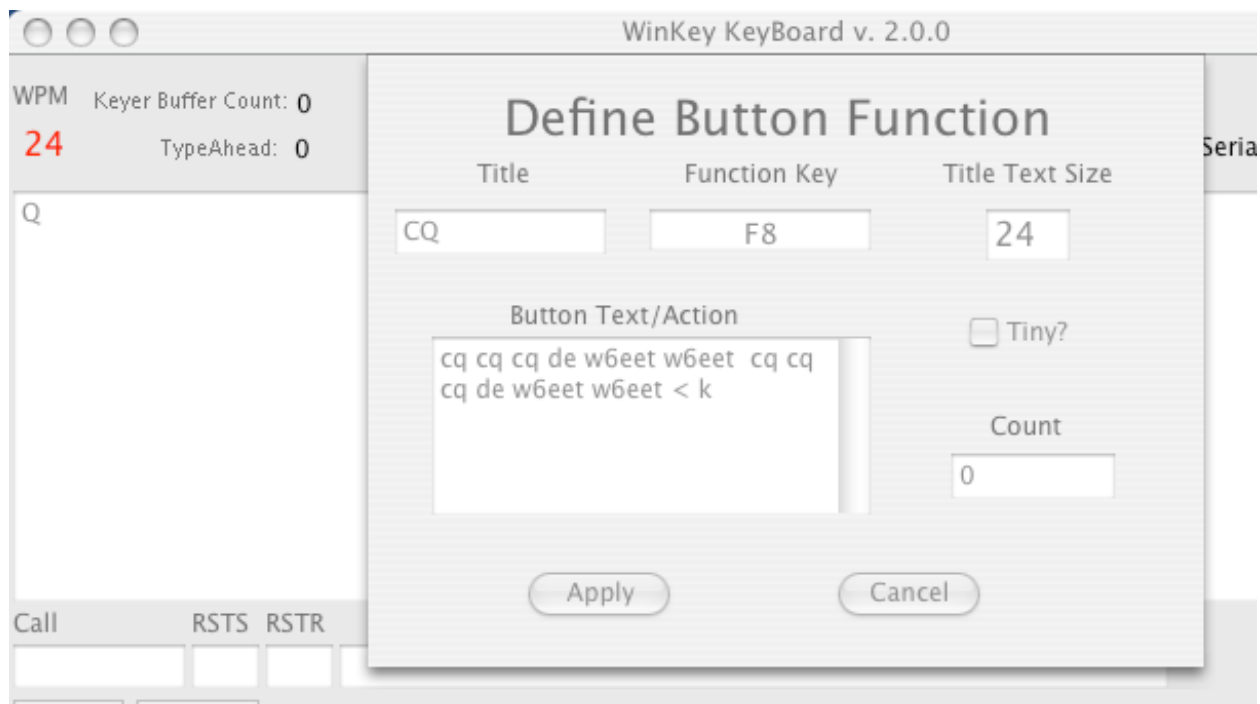 WinKey KeyBoard v. 2.0.0
WPM Keyer Buffer Count: 0
24 TypeAhead: 0
Seria
Q
Define Button Function
Title Function Key Title Text Size
CQ F8 24
Button Text/Action
Tiny?
cq cq cq de w6eet w6eet  cq cq
cq de w6eet w6eet < k
Count
0
Apply Cancel
Call RSTS RSTR